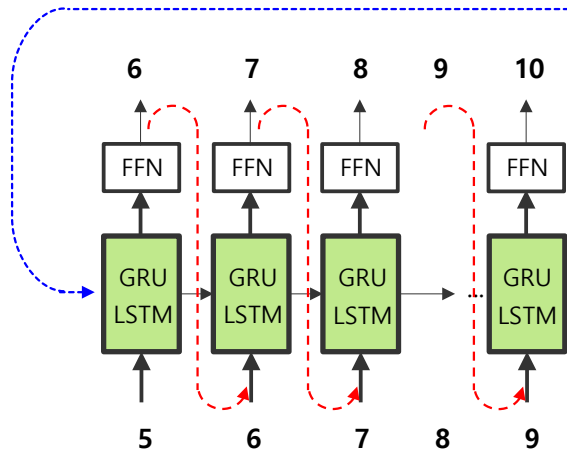 6 7 8 9 10
FFN FFN FFN FFN
GRU GRU GRU GRU
LSTM LSTM LSTM ... LSTM
5 6 7 8 9